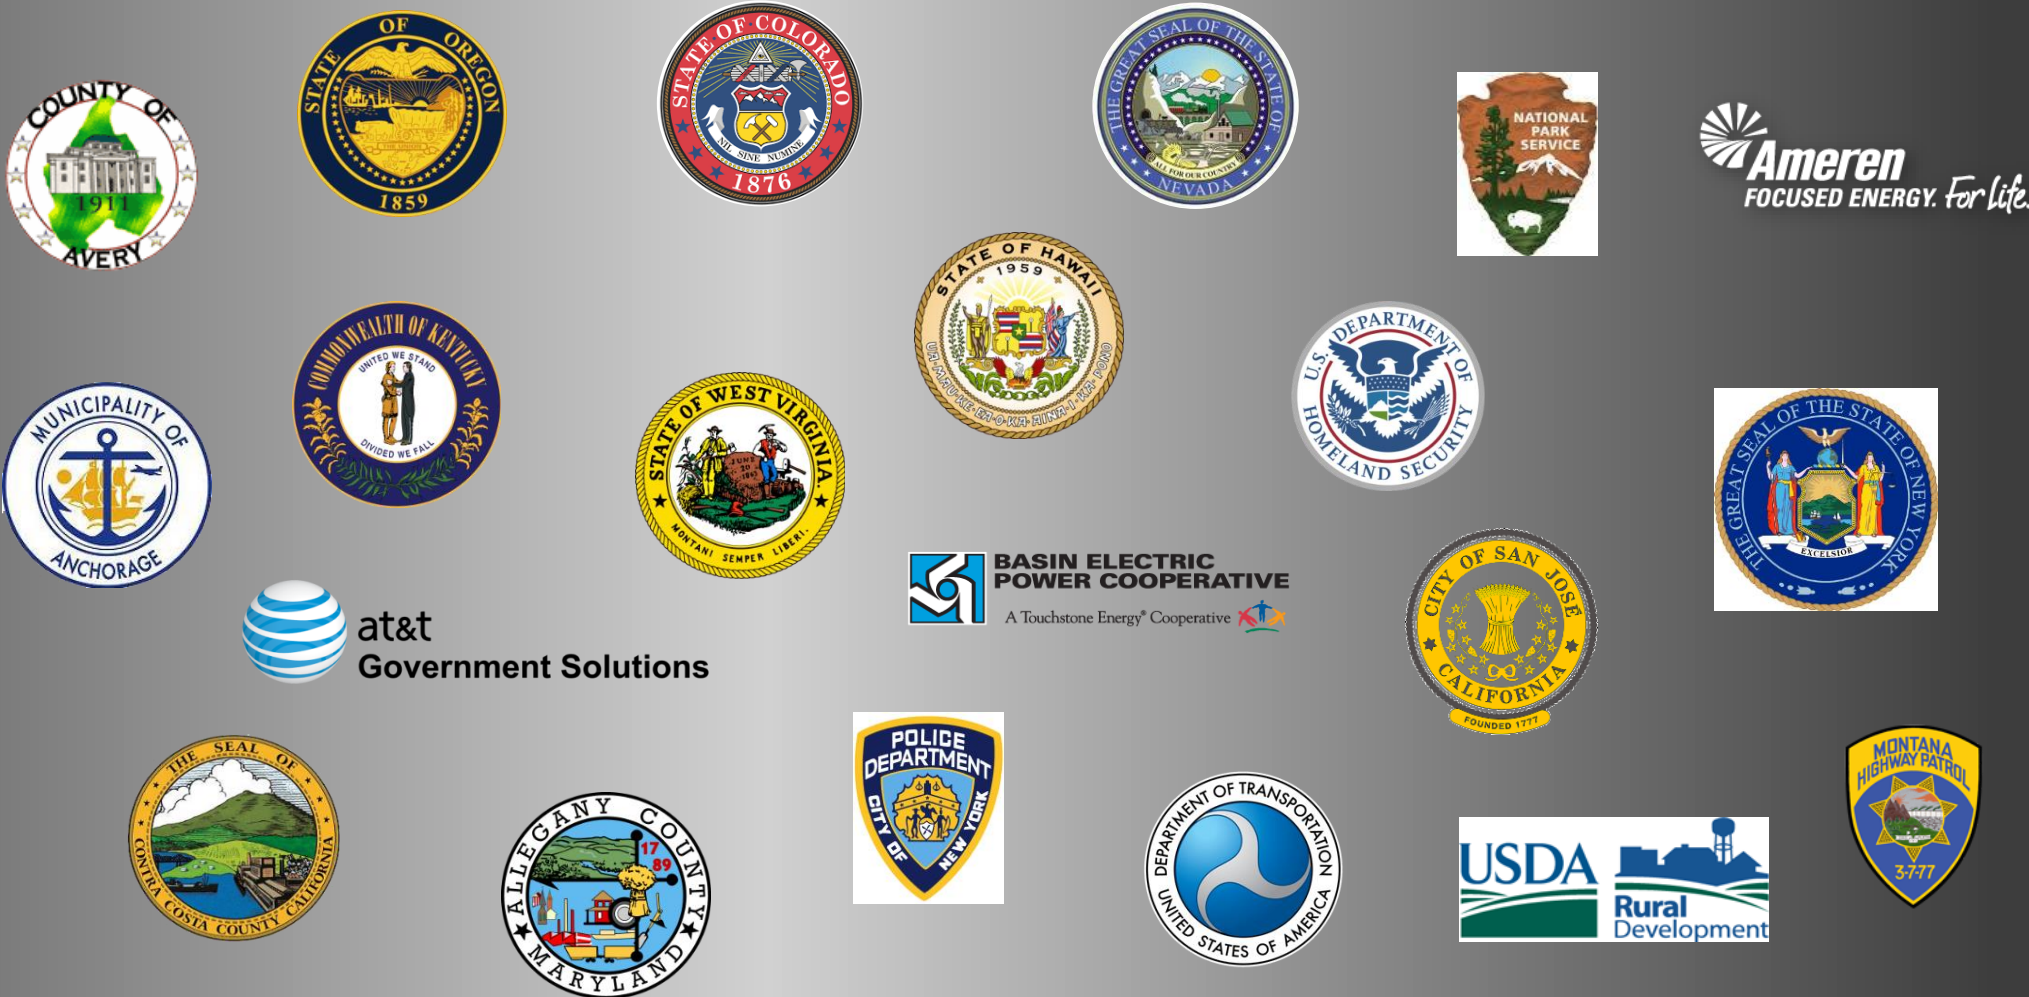 COUNTY OF
1911
AVERY
STATE OF OREGON
THE UNION
1859
STATE OF COLORADO
NIL SINE NUMINE
1876
THE GREAT SEAL OF THE STATE OF
ALL FOR OUR COUNTRY
NEVADA
NATIONAL
PARK
SERVICE
Ameren
FOCUSED ENERGY. For life.
STATE OF HAWAII
1959
UA·MAU·KE·EA·O·KA·AINA·I·KA·PONO
COMMONWEALTH OF KENTUCKY
UNITED WE STAND
DIVIDED WE FALL
U.S. DEPARTMENT OF
HOMELAND SECURITY
MUNICIPALITY OF
ANCHORAGE
STATE OF WEST VIRGINIA.
JUNE
20
1863
MONTANI SEMPER LIBERI.
THE GREAT SEAL OF THE STATE OF NEW YORK
EXCELSIOR
BASIN ELECTRIC
POWER COOPERATIVE
A Touchstone Energy® Cooperative
CITY OF SAN JOSÉ
CALIFORNIA
FOUNDED 1777
at&t
Government Solutions
THE SEAL OF
CONTRA COSTA COUNTY CALIFORNIA
ALLEGANY COUNTY
17
89
MARYLAND
POLICE
DEPARTMENT
CITY OF
NEW YORK
DEPARTMENT OF TRANSPORTATION
UNITED STATES OF AMERICA
USDA
Rural
Development
MONTANA
HIGHWAY PATROL
3-7-77